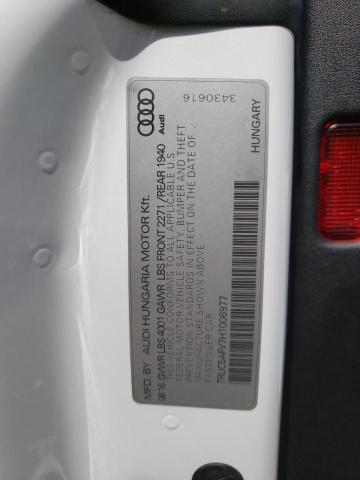 Audi
3430616
HUNGARY
MFD. BY AUDI HUNGARIA MOTOR Kft.
08.16 GVWR LBS 4001 GAWR LBS FRONT 2271/REAR 1940
THIS VEHICLE CONFORMS TO ALL APPLICABLE U.S.
FEDERAL MOTOR VEHICLE SAFETY, BUMPER AND THEFT
PREVENTION STANDARDS IN EFFECT ON THE DATE OF
MANUFACTURE SHOWN ABOVE
PASSENGER CAR
TRUC5AFV7H1006977